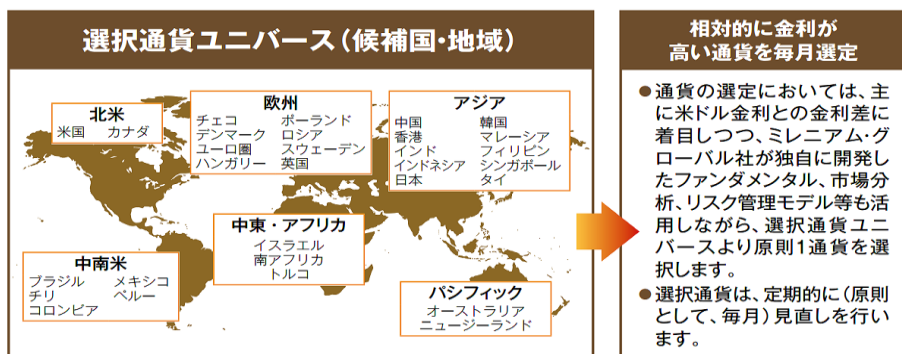 選択通貨ユニバース（候補国・地域）
北米
米国 カナダ
欧州
チェコ ポーランド
デンマーク ロシア
ユーロ圏 スウェーデン
ハンガリー 英国
アジア
中国 韓国
香港 マレーシア
インド フィリピン
インドネシア シンガポール
日本 タイ
中東・アフリカ
イスラエル
南アフリカ
トルコ
中南米
ブラジル メキシコ
チリ ペルー
コロンビア
パシフィック
オーストラリア
ニュージーランド
相対的に金利が
高い通貨を毎月選定
●通貨の選定においては、主
に米ドル金利との金利差に
着目しつつ、ミレニアム・グ
ローバル社が独自に開発し
たファンダメンタル、市場分
析、リスク管理モデル等も活
用しながら、選択通貨ユニ
バースより原則1通貨を選
択します。
●選択通貨は、定期的に（原則
として、毎月）見直しを行い
ます。